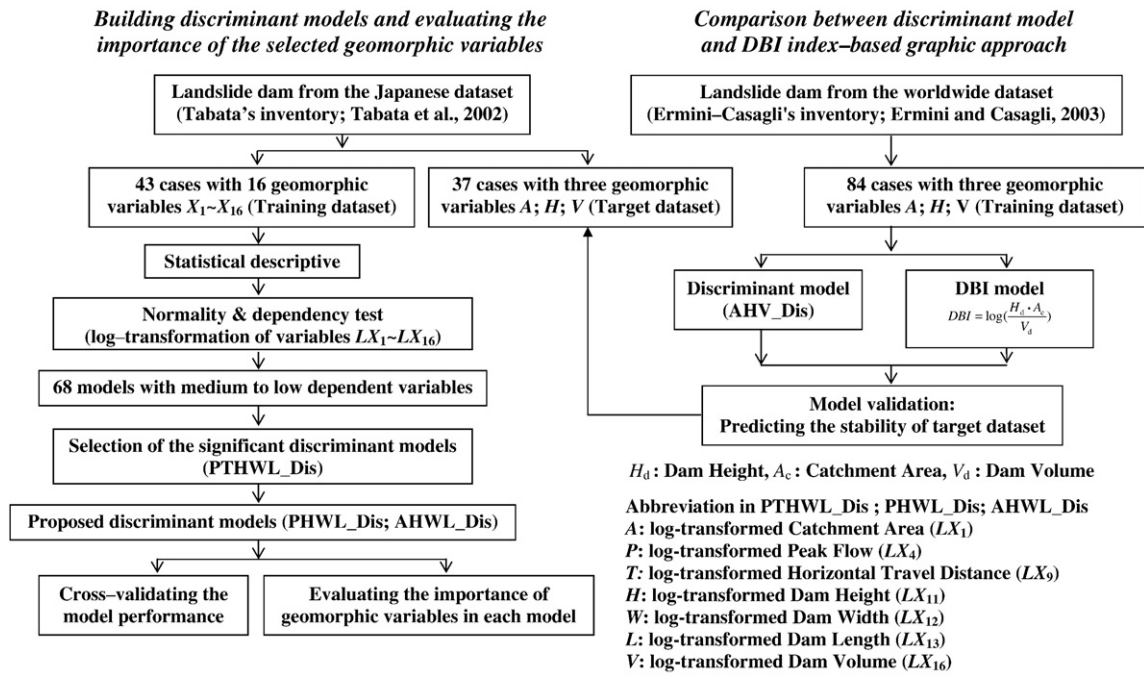 Building discriminant models and evaluating the
importance of the selected geomorphic variables
Landslide dam from the Japanese dataset
(Tabata's inventory; Tabata et al., 2002)
43 cases with 16 geomorphic
variables X1~X16 (Training dataset)
37 cases with three geomorphic
variables A; H; V (Target dataset)
Statistical descriptive
Normality & dependency test
(log–transformation of variables LX1~LX16)
68 models with medium to low dependent variables
Selection of the significant discriminant models
(PTHWL_Dis)
Proposed discriminant models (PHWL_Dis; AHWL_Dis)
Cross–validating the
model performance
Evaluating the importance of
geomorphic variables in each model
Comparison between discriminant model
and DBI index–based graphic approach
Landslide dam from the worldwide dataset
(Ermini–Casagli's inventory; Ermini and Casagli, 2003)
84 cases with three geomorphic
variables A; H; V (Training dataset)
Discriminant model
(AHV_Dis)
DBI model
DBI = log(Hd · Ac / Vd)
Model validation:
Predicting the stability of target dataset
Hd : Dam Height, Ac : Catchment Area, Vd : Dam Volume
Abbreviation in PTHWL_Dis ; PHWL_Dis; AHWL_Dis
A: log-transformed Catchment Area (LX1)
P: log-transformed Peak Flow (LX4)
T: log-transformed Horizontal Travel Distance (LX9)
H: log-transformed Dam Height (LX11)
W: log-transformed Dam Width (LX12)
L: log-transformed Dam Length (LX13)
V: log-transformed Dam Volume (LX16)